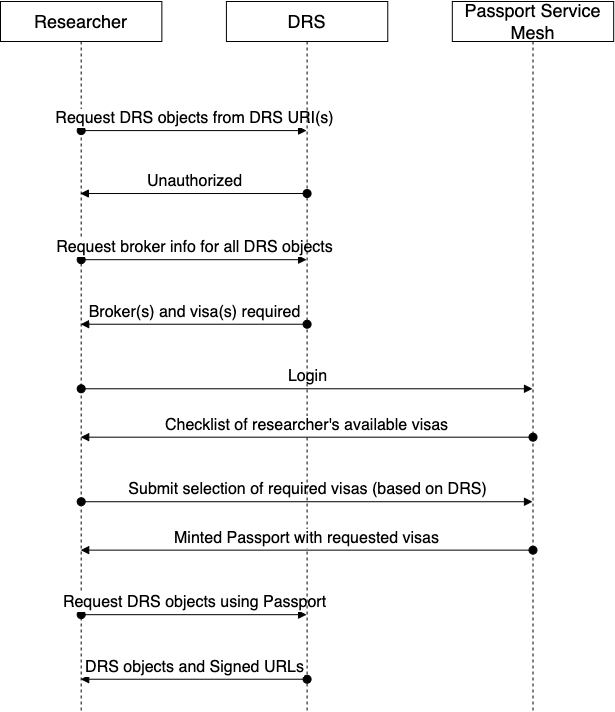 Researcher
DRS
Passport Service
Mesh
Request DRS objects from DRS URI(s)
Unauthorized
Request broker info for all DRS objects
Broker(s) and visa(s) required
Login
Checklist of researcher's available visas
Submit selection of required visas (based on DRS)
Minted Passport with requested visas
Request DRS objects using Passport
DRS objects and Signed URLs